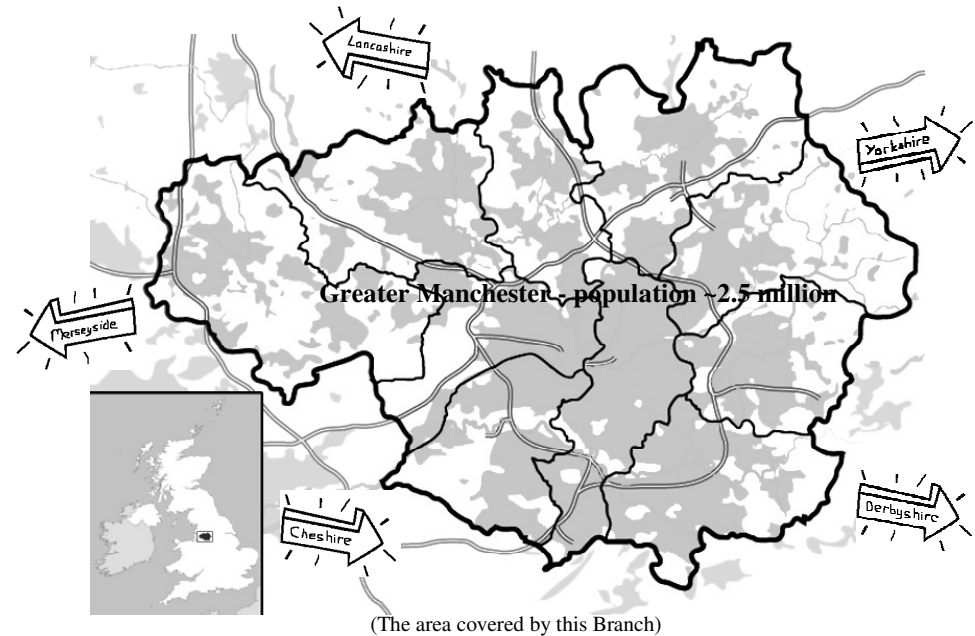 Lancashire
Yorkshire
Greater Manchester - population ~2.5 million
Merseyside
Derbyshire
Cheshire
(The area covered by this Branch)